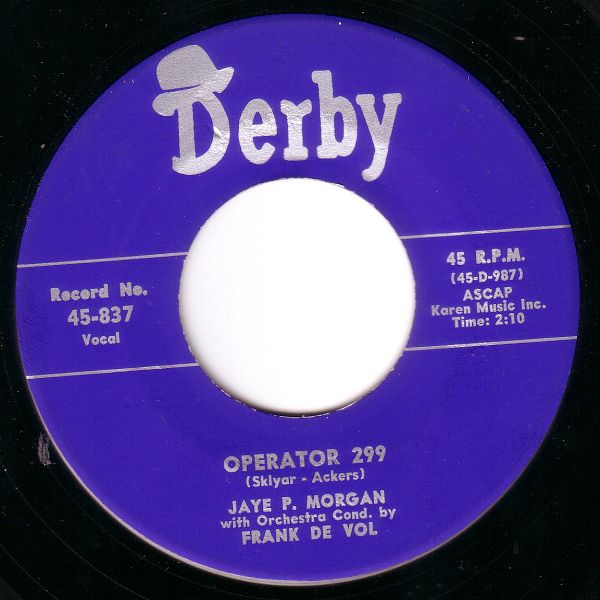 Derby
Record No.
45-837
Vocal
45 R.P.M.
(45-D-987)
ASCAP
Karen Music Inc.
Time: 2:10
OPERATOR 299
(Sklyar - Ackers)
JAYE P. MORGAN
with Orchestra Cond. by
FRANK DE VOL